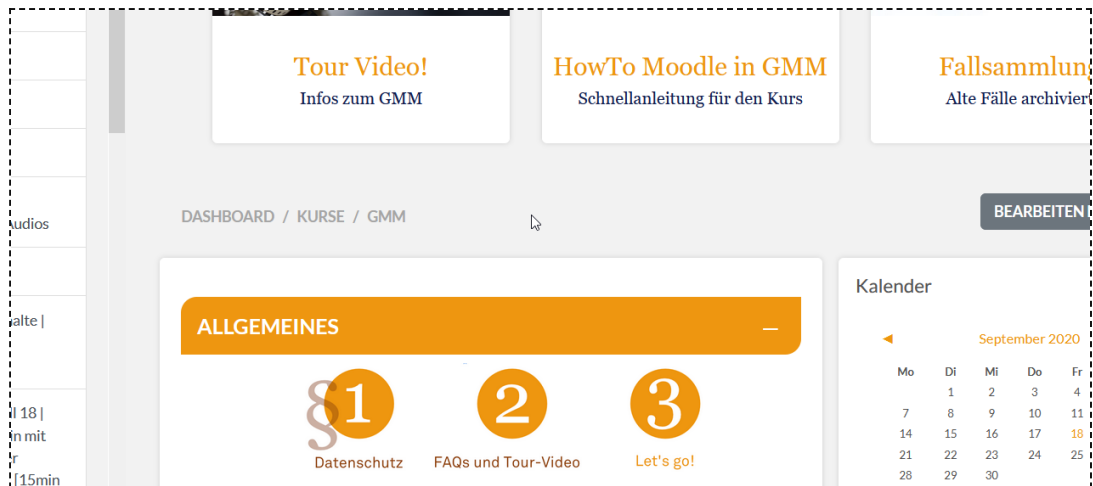 Tour Video!
Infos zum GMM
HowTo Moodle in GMM
Schnellanleitung für den Kurs
Fallsammlung
Alte Fälle archiviert
udios
DASHBOARD / KURSE / GMM
BEARBEITEN
alte |
l 18 |
n mit
r
[15min
ALLGEMEINES
§1
Datenschutz
2
FAQs und Tour-Video
3
Let's go!
Kalender
◄ September 2020
Mo Di Mi Do Fr
1 2 3 4
7 8 9 10 11
14 15 16 17 18
21 22 23 24 25
28 29 30